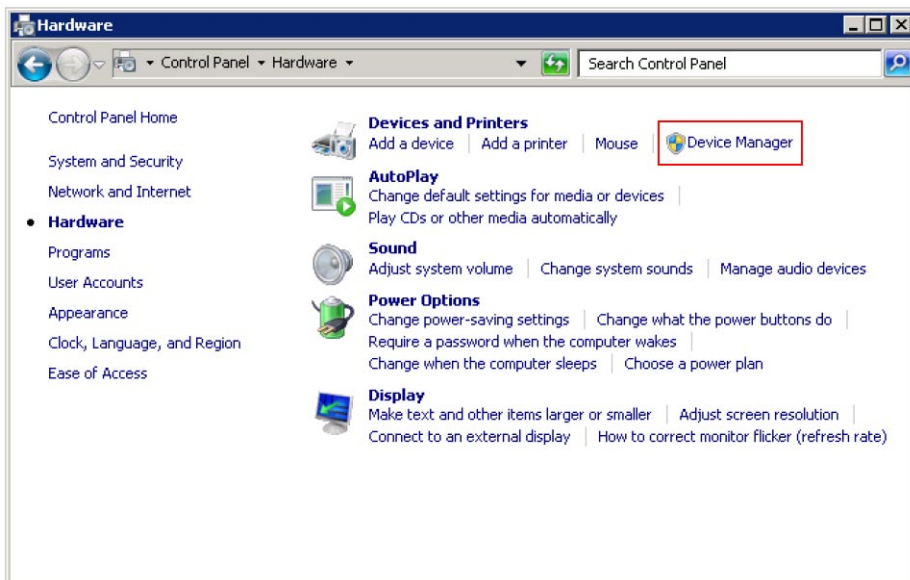 Hardware
Control Panel Hardware
Search Control Panel
Control Panel Home
System and Security
Network and Internet
Hardware
Programs
User Accounts
Appearance
Clock, Language, and Region
Ease of Access
Devices and Printers
Add a device Add a printer Mouse Device Manager
AutoPlay
Change default settings for media or devices
Play CDs or other media automatically
Sound
Adjust system volume Change system sounds Manage audio devices
Power Options
Change power-saving settings Change what the power buttons do
Require a password when the computer wakes
Change when the computer sleeps Choose a power plan
Display
Make text and other items larger or smaller Adjust screen resolution
Connect to an external display How to correct monitor flicker (refresh rate)